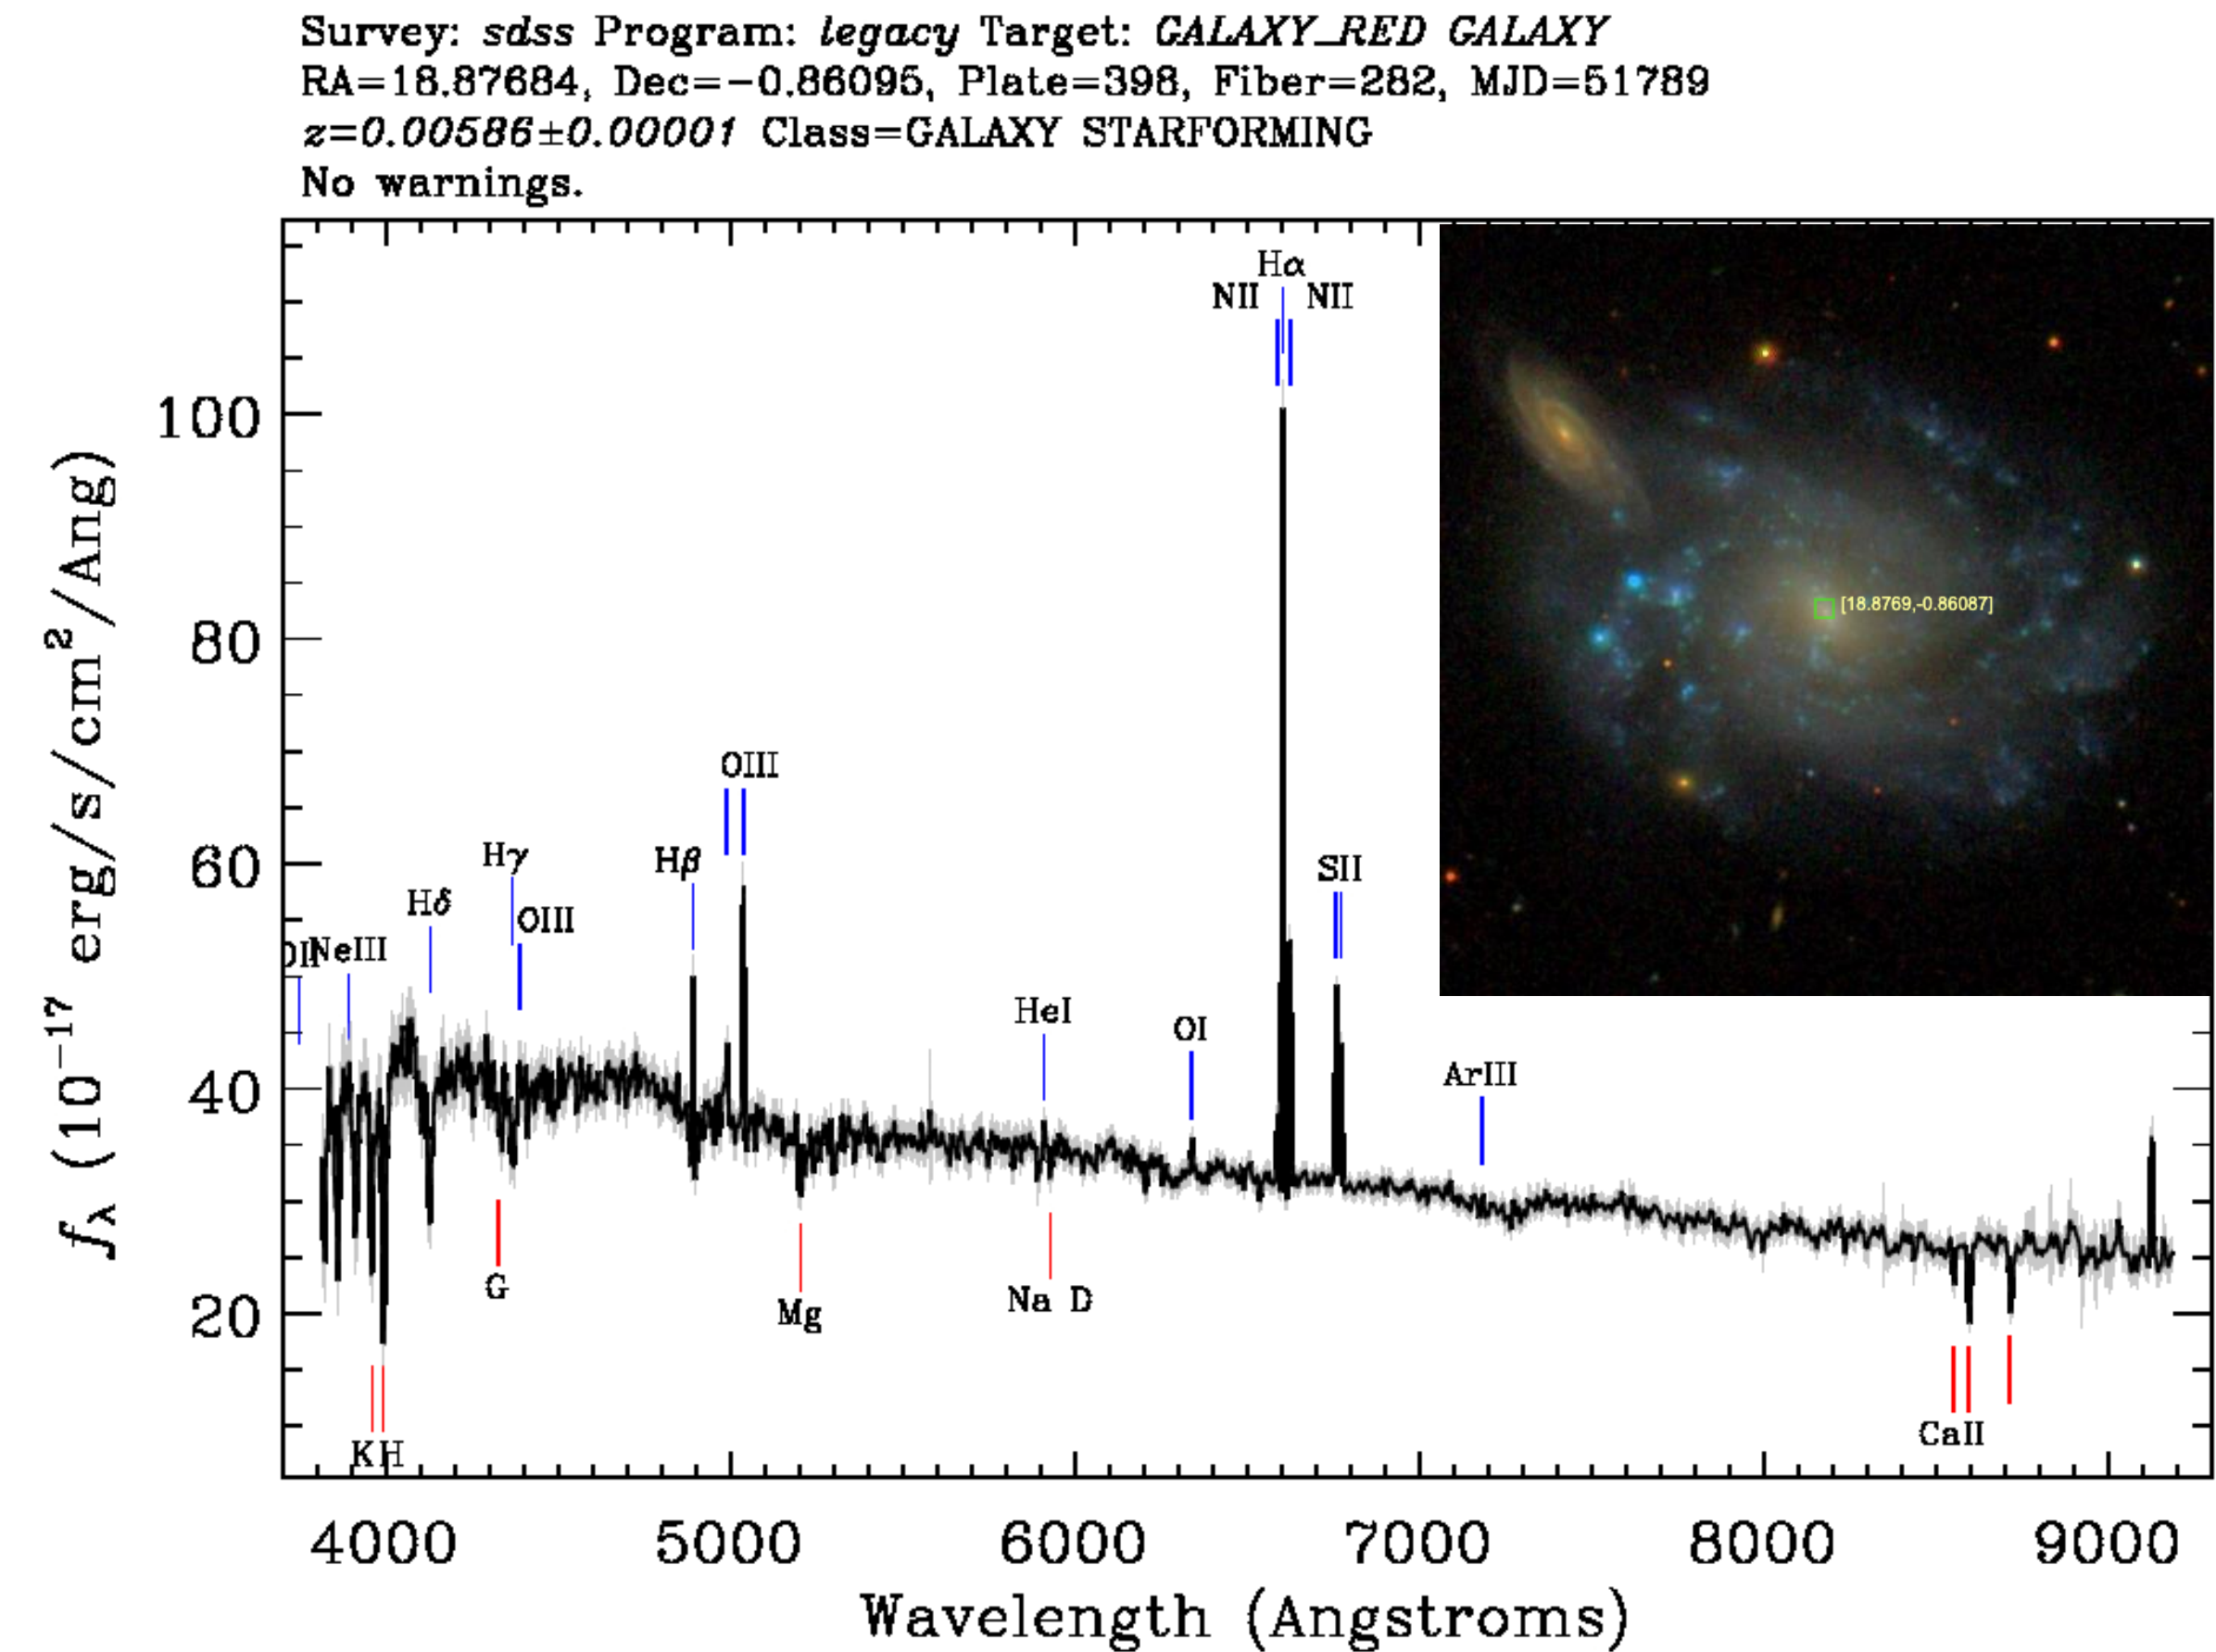 Survey: sdss Program: legacy Target: GALAXY_RED GALAXY
RA=18.87684, Dec=−0.86095, Plate=398, Fiber=282, MJD=51789
z=0.00586±0.00001 Class=GALAXY STARFORMING
No warnings.
Hα
NII NII
[18.8769,-0.86087]
OIII
Hβ
Hγ
SII
Hδ
OIII
NeIII
HeI
OI
ArIII
G
Mg
Na D
CaII
K H
100
80
60
40
20
f_λ (10⁻¹⁷ erg/s/cm²/Ang)
4000 5000 6000 7000 8000 9000
Wavelength (Angstroms)